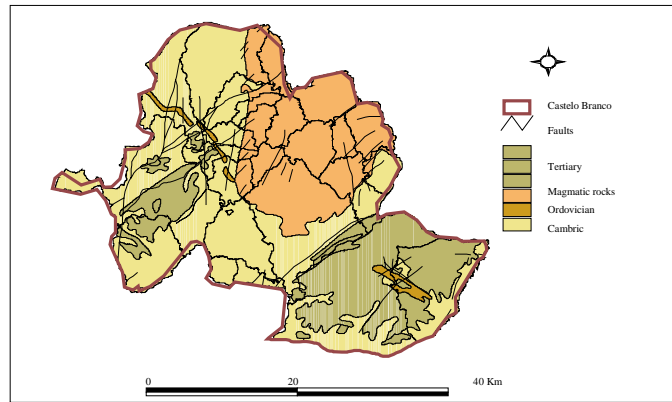 Castelo Branco
Faults
Tertiary
Magmatic rocks
Ordovician
Cambric
0 20 40 Km